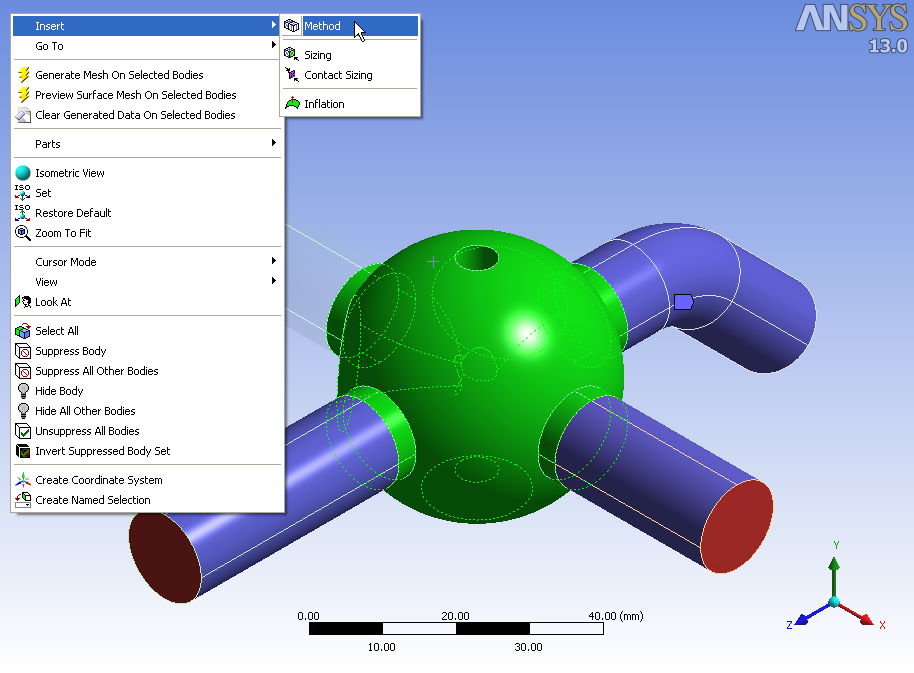 Insert
Go To
Generate Mesh On Selected Bodies
Preview Surface Mesh On Selected Bodies
Clear Generated Data On Selected Bodies
Parts
Isometric View
ISO
Set
ISO
Restore Default
Zoom To Fit
Cursor Mode
View
Look At
Select All
Suppress Body
Suppress All Other Bodies
Hide Body
Hide All Other Bodies
Unsuppress All Bodies
Invert Suppressed Body Set
Create Coordinate System
Create Named Selection
Method
Sizing
Contact Sizing
Inflation
ANSYS
13.0
0.00 20.00 40.00 (mm)
10.00 30.00
Y
Z X